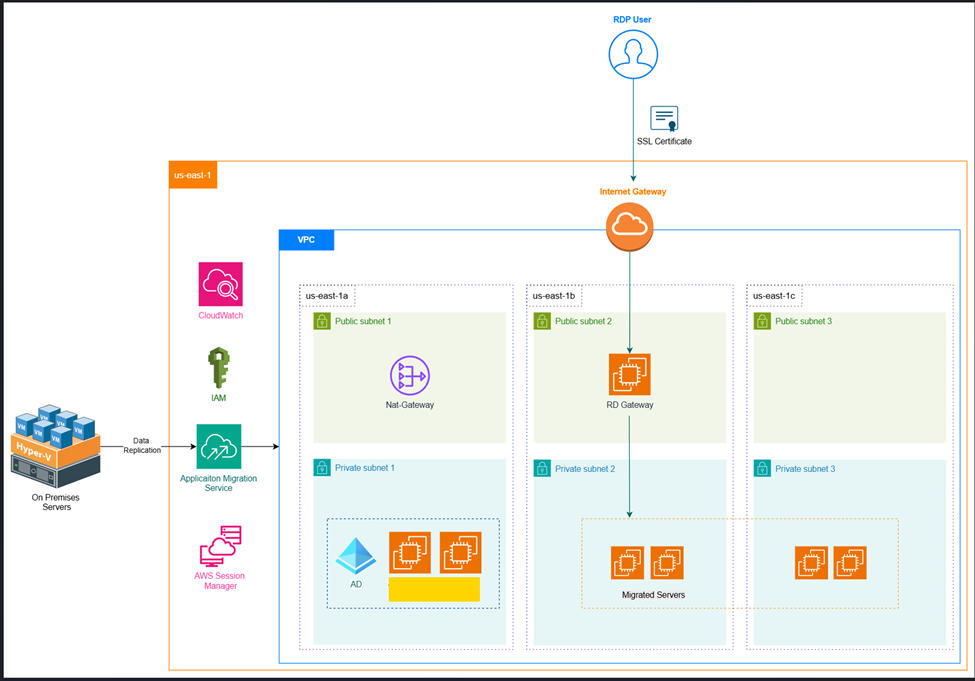 RDP User
SSL Certificate
us-east-1
Internet Gateway
VPC
us-east-1a
us-east-1b
us-east-1c
Public subnet 1
Public subnet 2
Public subnet 3
CloudWatch
Nat-Gateway
RD Gateway
IAM
VM
VM
VM
VM
VM
VM
Hyper-V
Data
Replication
On Premises
Servers
Applicaiton Migration
Service
Private subnet 1
Private subnet 2
Private subnet 3
AWS Session
Manager
AD
Migrated Servers